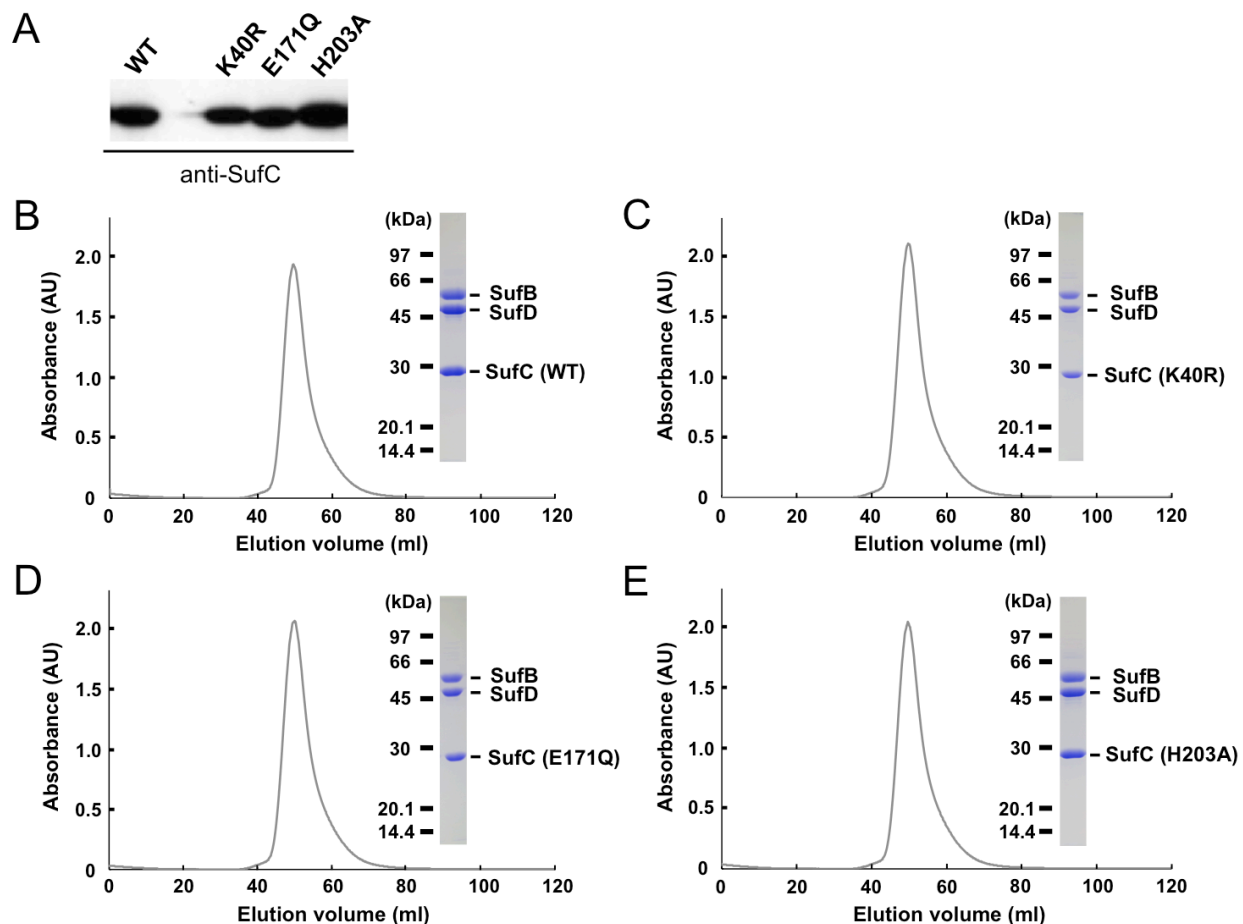 A
WT
K40R
E171Q
H203A
anti-SufC
B
Absorbance (AU)
2.0
1.5
1.0
0.5
0
0 20 40 60 80 100 120
Elution volume (ml)
(kDa)
97
66
45
30
20.1
14.4
SufB
SufD
SufC (WT)
C
Absorbance (AU)
2.0
1.5
1.0
0.5
0
0 20 40 60 80 100 120
Elution volume (ml)
(kDa)
97
66
45
30
20.1
14.4
SufB
SufD
SufC (K40R)
D
Absorbance (AU)
2.0
1.5
1.0
0.5
0
0 20 40 60 80 100 120
Elution volume (ml)
(kDa)
97
66
45
30
20.1
14.4
SufB
SufD
SufC (E171Q)
E
Absorbance (AU)
2.0
1.5
1.0
0.5
0
0 20 40 60 80 100 120
Elution volume (ml)
(kDa)
97
66
45
30
20.1
14.4
SufB
SufD
SufC (H203A)